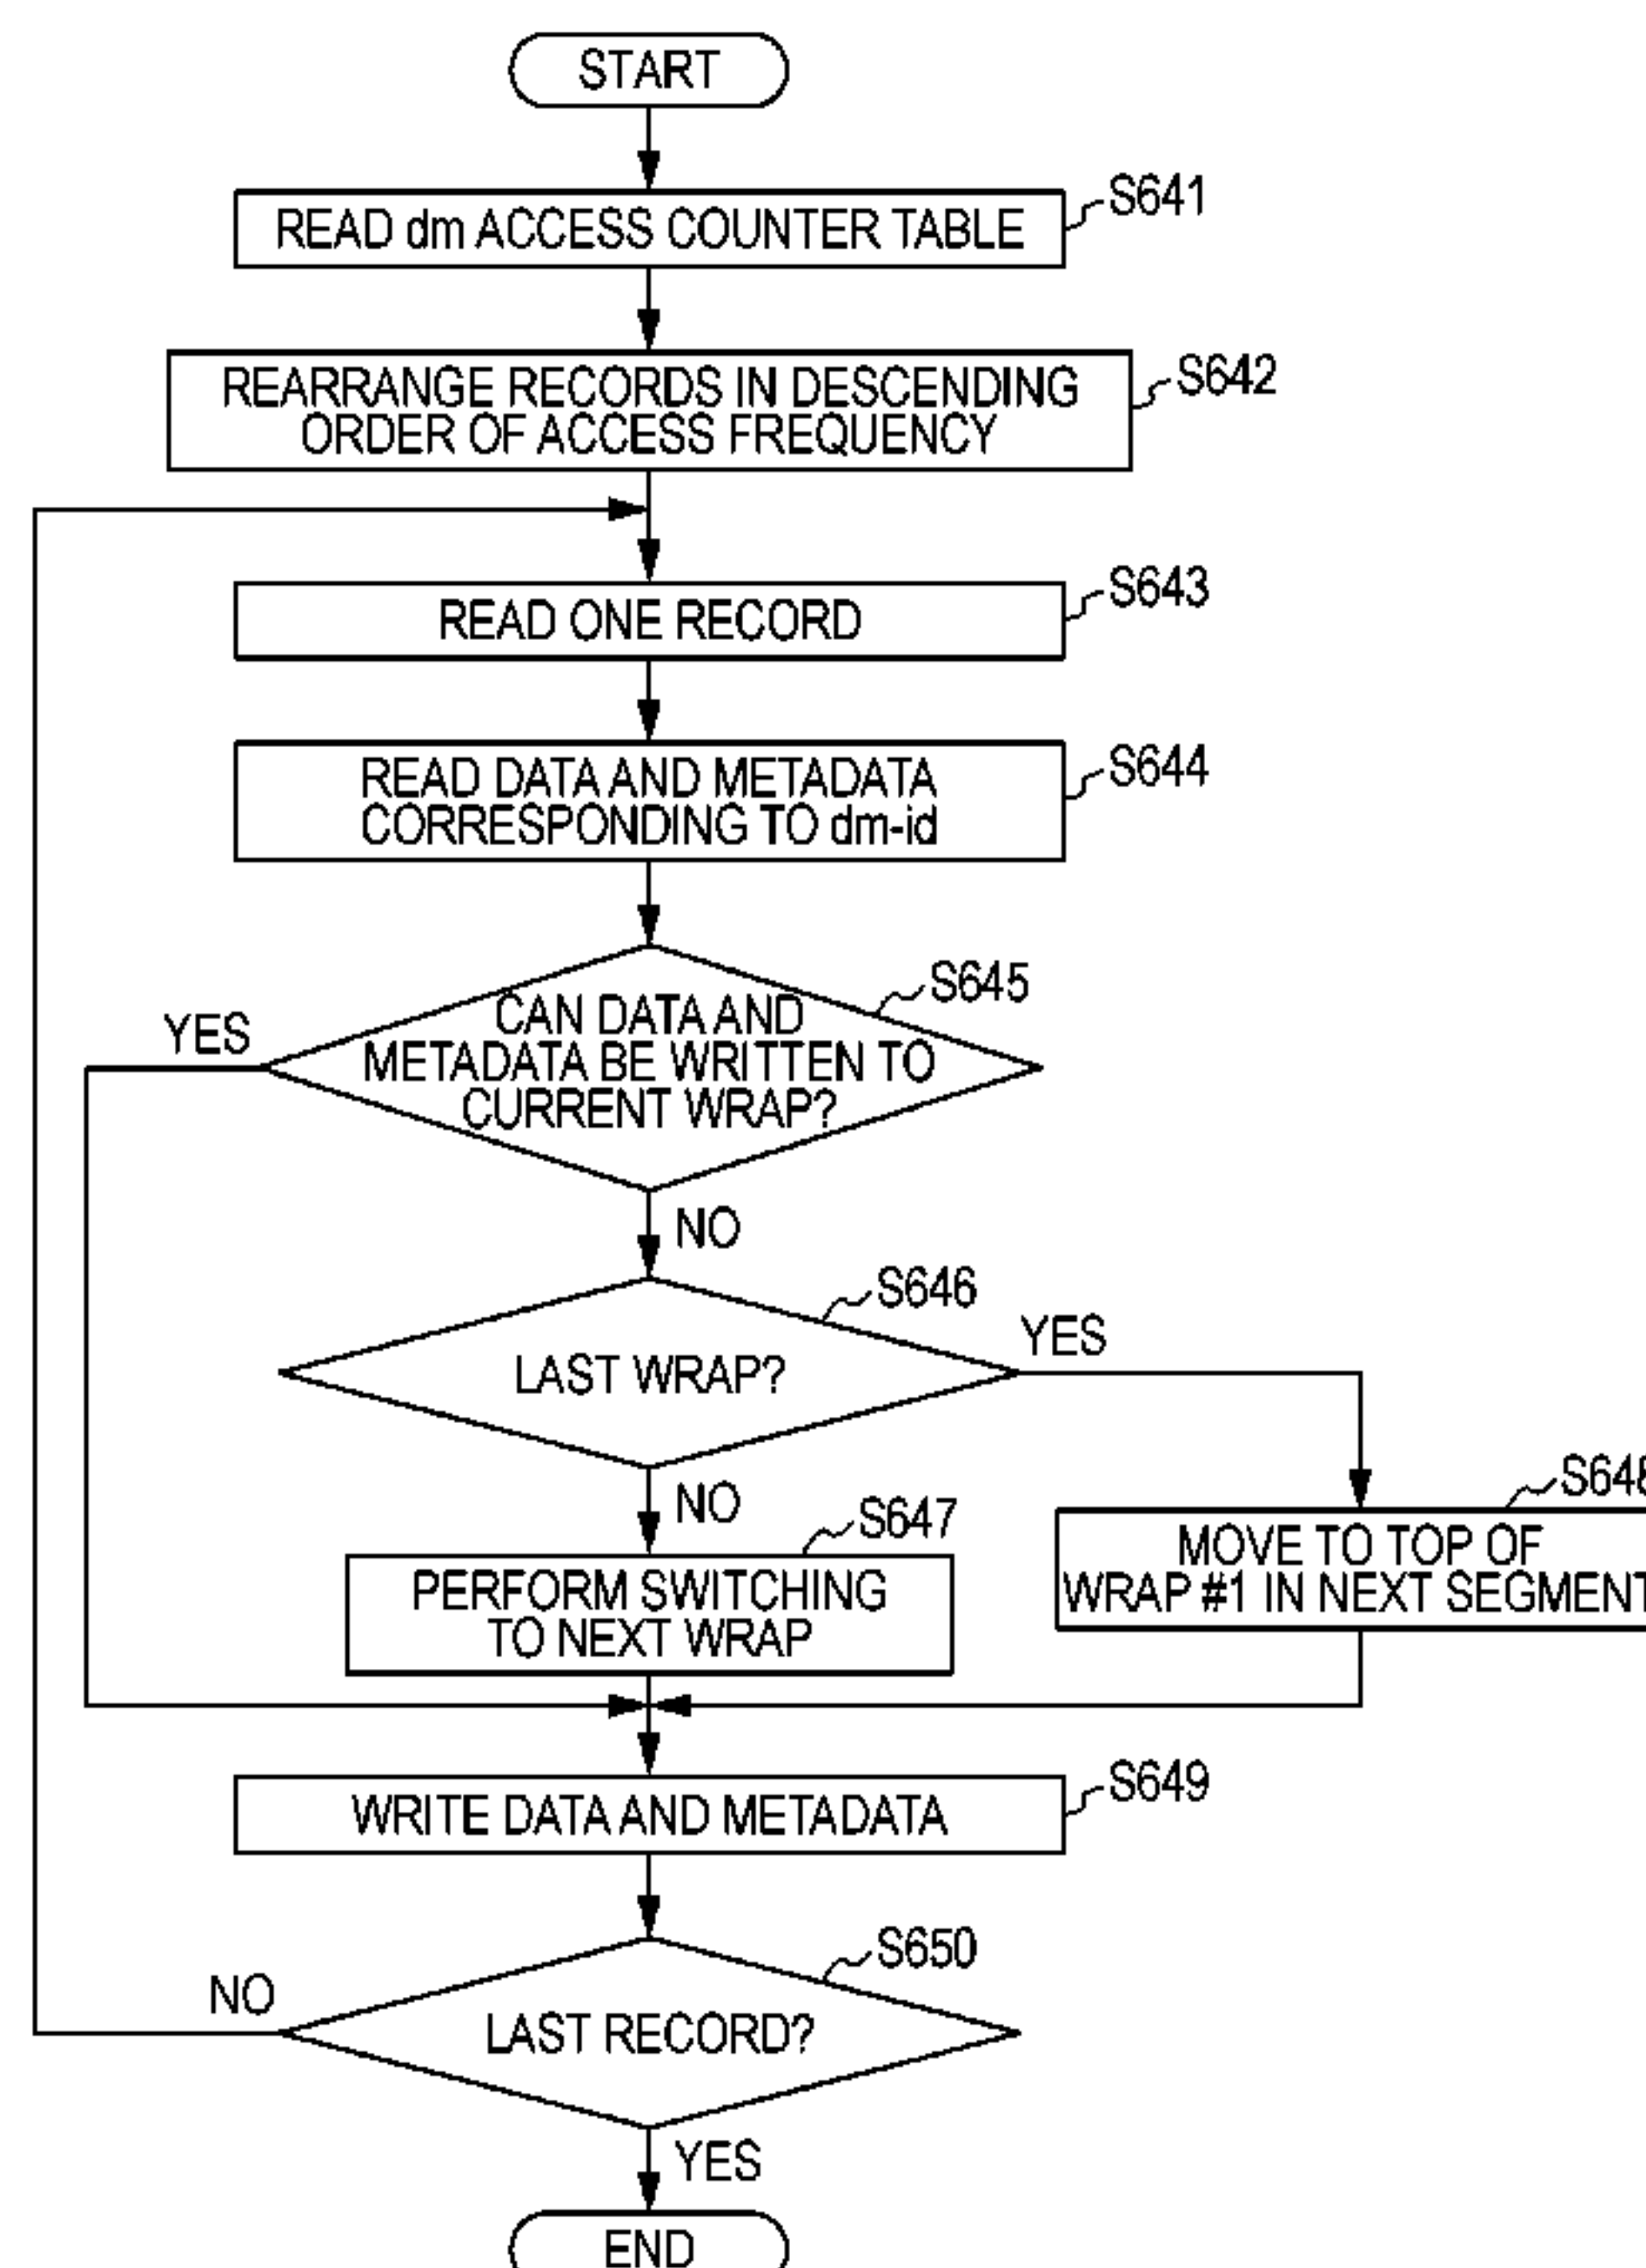 START
S641
READ dm ACCESS COUNTER TABLE
S642
REARRANGE RECORDS IN DESCENDING
ORDER OF ACCESS FREQUENCY
S643
READ ONE RECORD
S644
READ DATA AND METADATA
CORRESPONDING TO dm-id
S645
YES
CAN DATA AND
METADATA BE WRITTEN TO
CURRENT WRAP?
NO
S646
YES
LAST WRAP?
NO
S647
PERFORM SWITCHING
TO NEXT WRAP
S648
MOVE TO TOP OF
WRAP #1 IN NEXT SEGMENT
S649
WRITE DATA AND METADATA
S650
NO
LAST RECORD?
YES
END